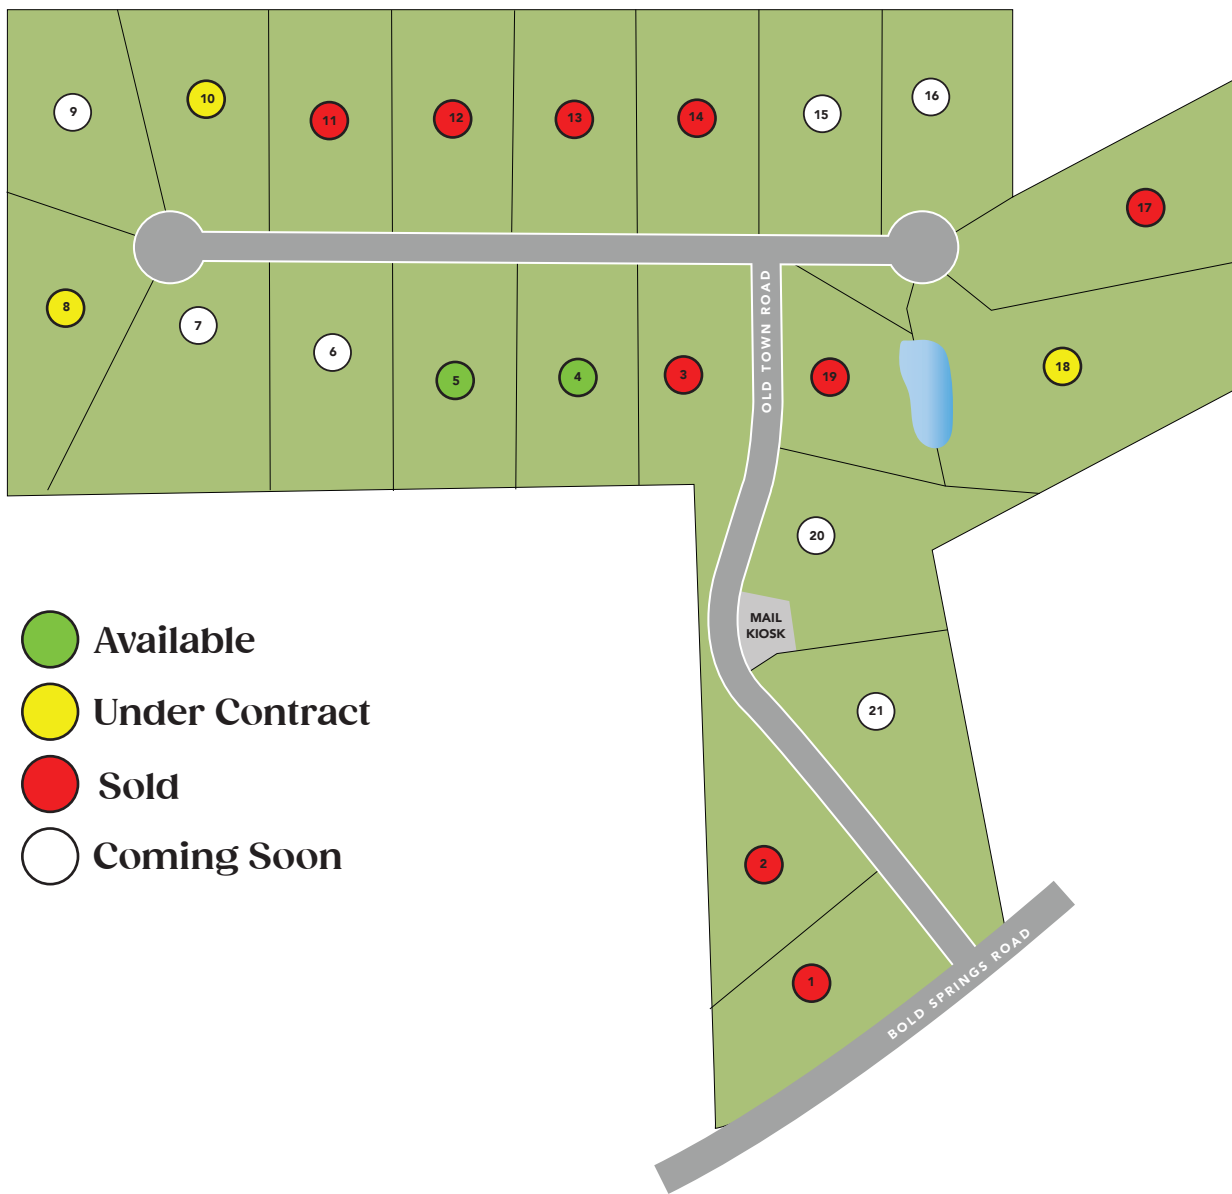 9
10
11
12
13
14
15
16
17
8
7
6
5
4
3
OLD TOWN ROAD
19
18
20
MAIL
KIOSK
21
2
1
BOLD SPRINGS ROAD
Available
Under Contract
Sold
Coming Soon